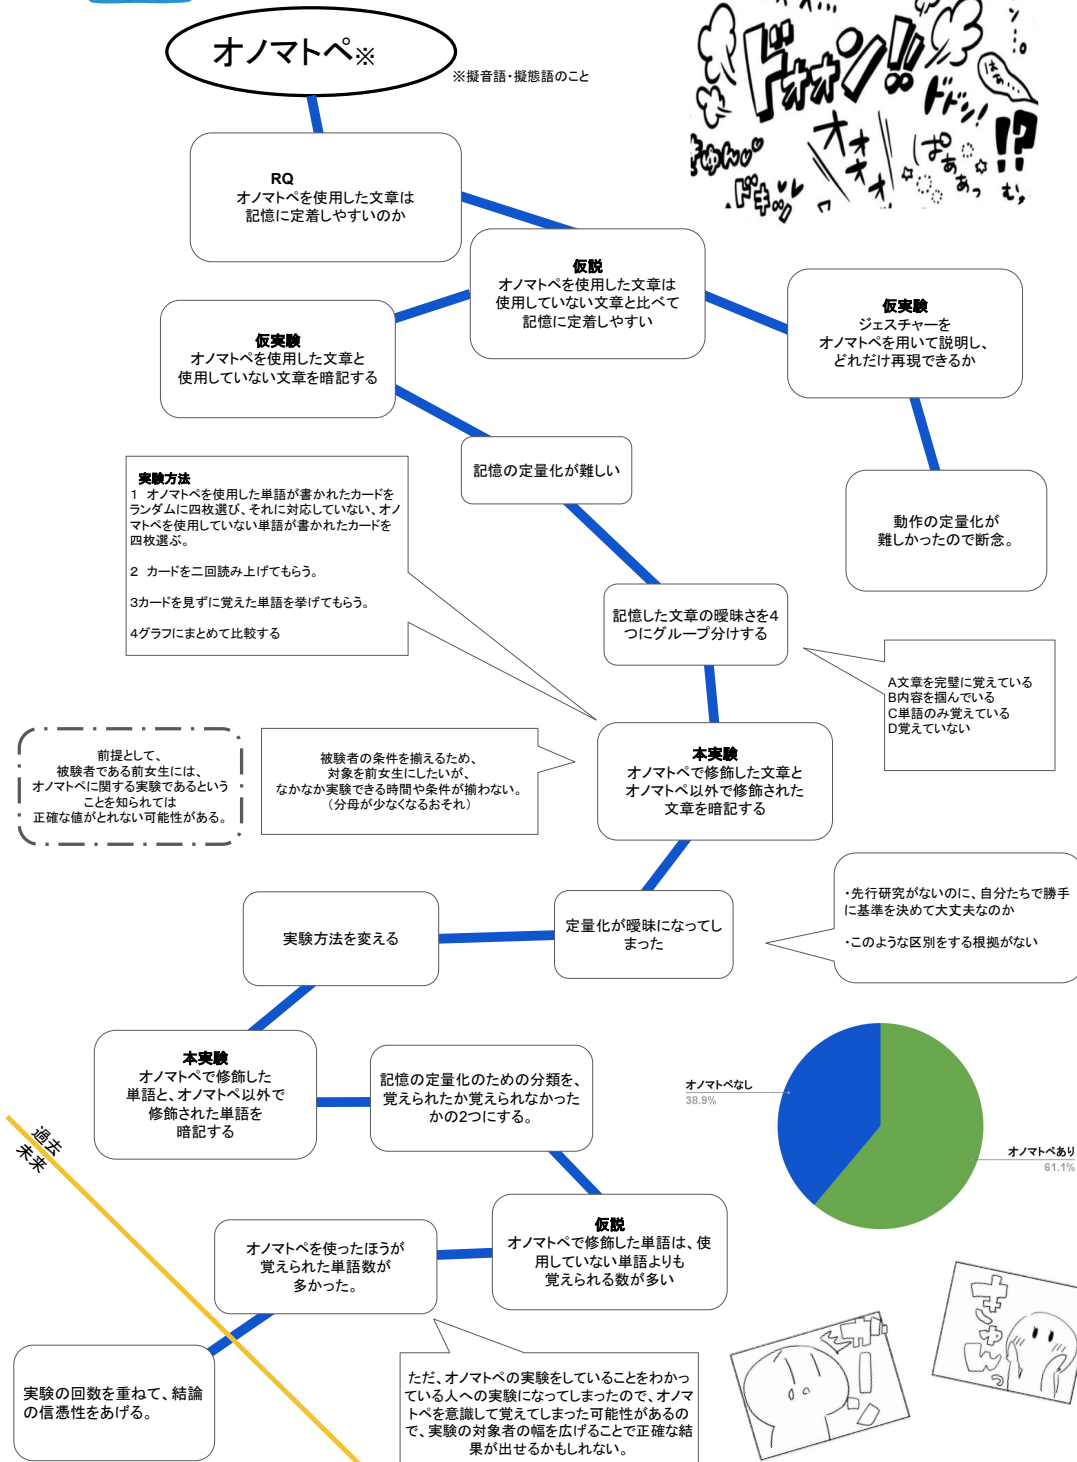 オノマトペ※
※擬音語・擬態語のこと
ドォォン!!
ドドン!
はぁ…
!?
オオオオ
ぱぁぁっ
ぎゅん
ドキッ
むっ
RQ
オノマトペを使用した文章は
記憶に定着しやすいのか
仮説
オノマトペを使用した文章は
使用していない文章と比べて
記憶に定着しやすい
仮実験
オノマトペを使用した文章と
使用していない文章を暗記する
仮実験
ジェスチャーを
オノマトペを用いて説明し、
どれだけ再現できるか
記憶の定量化が難しい
動作の定量化が
難しかったので断念。
実験方法
1 オノマトペを使用した単語が書かれたカードを
ランダムに四枚選び、それに対応していない、オノ
マトペを使用していない単語が書かれたカードを
四枚選ぶ。
2 カードを二回読み上げてもらう。
3カードを見ずに覚えた単語を挙げてもらう。
4グラフにまとめて比較する
記憶した文章の曖昧さを4
つにグループ分けする
A文章を完璧に覚えている
B内容を掴んでいる
C単語のみ覚えている
D覚えていない
前提として、
被験者である前女生には、
オノマトペに関する実験であるという
ことを知られては
正確な値がとれない可能性がある。
被験者の条件を揃えるため、
対象を前女生にしたいが、
なかなか実験できる時間や条件が揃わない。
（分母が少なくなるおそれ）
本実験
オノマトペで修飾した文章と
オノマトペ以外で修飾された
文章を暗記する
・先行研究がないのに、自分たちで勝手
に基準を決めて大丈夫なのか
・このような区別をする根拠がない
定量化が曖昧になってし
まった
実験方法を変える
本実験
オノマトペで修飾した
単語と、オノマトペ以外で
修飾された単語を
暗記する
記憶の定量化のための分類を、
覚えられたか覚えられなかった
かの2つにする。
オノマトペなし
38.9%
オノマトペあり
61.1%
過去
未来
仮説
オノマトペで修飾した単語は、使
用していない単語よりも
覚えられる数が多い
オノマトペを使ったほうが
覚えられた単語数が
多かった。
実験の回数を重ねて、結論
の信憑性をあげる。
ただ、オノマトペの実験をしていることをわかっ
ている人への実験になってしまったので、オノマ
トペを意識して覚えてしまった可能性があるの
で、実験の対象者の幅を広げることで正確な結
果が出せるかもしれない。
きゅんっ